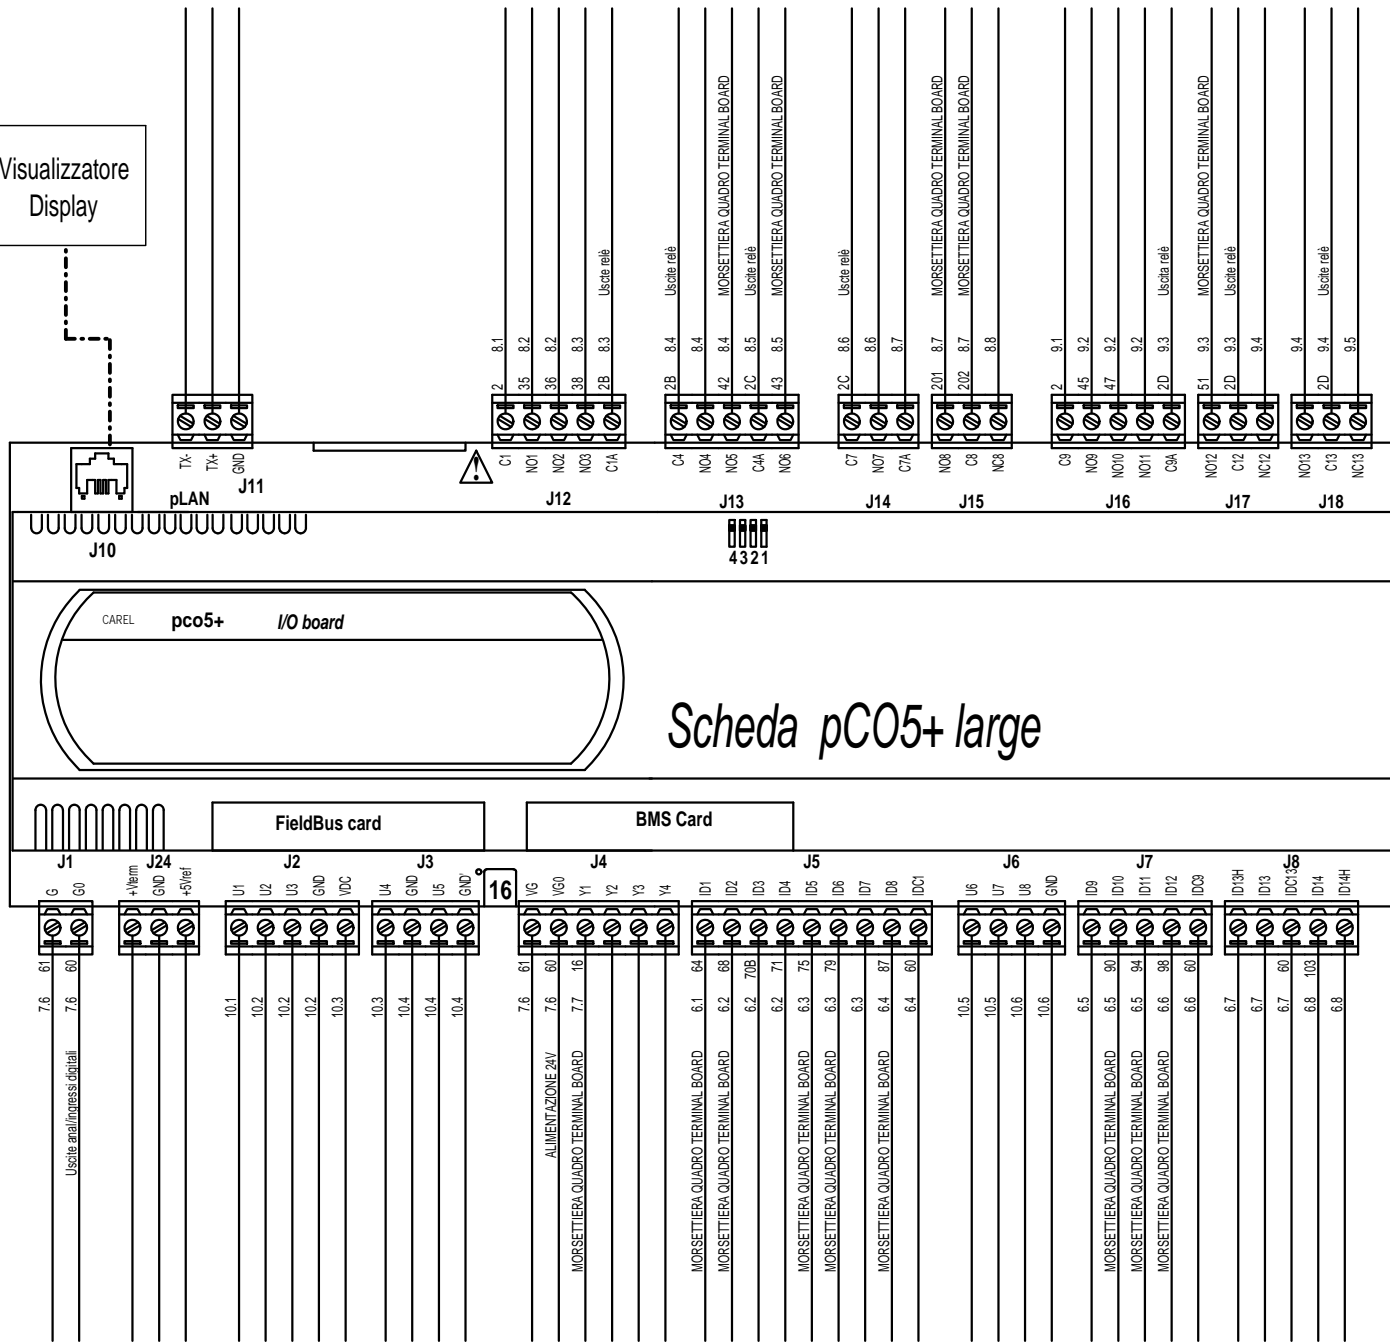 Visualizzatore
Display
8.1 8.2 8.2 8.3 8.3
2 35 36 38 2B
Uscite relè
8.4 8.4 8.4 8.5 8.5
2B 42 2C 43
Uscite relè
MORSETTIERA QUADRO TERMINAL BOARD
Uscite relè
MORSETTIERA QUADRO TERMINAL BOARD
8.6 8.6 8.7
2C
Uscte relè
8.7 8.7 8.8
201 202
MORSETTIERA QUADRO TERMINAL BOARD
MORSETTIERA QUADRO TERMINAL BOARD
9.1 9.2 9.2 9.2 9.3
2 45 47 2D
Uscita relè
9.3 9.3 9.4
51 2D
MORSETTIERA QUADRO TERMINAL BOARD
Uscite relè
9.4 9.4 9.5
2D
Uscite relè
TX- TX+ GND
C1 NO1 NO2 NO3 C1A
C4 NO4 NO5 C4A NO6
C7 NO7 C7A
NO8 C8 NC8
C9 NO9 NO10 NO11 C9A
NO12 C12 NC12
NO13 C13 NC13
pLAN J11 J12 J13 J14 J15 J16 J17 J18
J10
4 3 2 1
CAREL pco5+ I/O board
Scheda pCO5+ large
FieldBus card
BMS Card
J1 J24 J2 J3 J4 J5 J6 J7 J8
16
G G0
+Vterm GND +5Vref
U1 U2 U3 GND VDC
U4 GND U5 GND'
VG VG0 Y1 Y2 Y3 Y4
ID1 ID2 ID3 ID4 ID5 ID6 ID7 ID8 IDC1
U6 U7 U8 GND
ID9 ID10 ID11 ID12 IDC9
ID13H ID13 IDC13 ID14 ID14H
61 60
7.6 7.6
Uscite anal/ingressi digitali
10.1 10.2 10.2 10.2 10.3
10.3 10.4 10.4 10.4
61 60 16
7.6 7.6 7.7
ALIMENTAZIONE 24V
MORSETTIERA QUADRO TERMINAL BOARD
64 68 70B 71 75 79 87 60
6.1 6.2 6.2 6.2 6.3 6.3 6.3 6.4 6.4
MORSETTIERA QUADRO TERMINAL BOARD
MORSETTIERA QUADRO TERMINAL BOARD
MORSETTIERA QUADRO TERMINAL BOARD
MORSETTIERA QUADRO TERMINAL BOARD
MORSETTIERA QUADRO TERMINAL BOARD
10.5 10.5 10.6 10.6
90 94 98 60
6.5 6.5 6.5 6.6 6.6
MORSETTIERA QUADRO TERMINAL BOARD
MORSETTIERA QUADRO TERMINAL BOARD
MORSETTIERA QUADRO TERMINAL BOARD
60 103
6.7 6.7 6.7 6.8 6.8